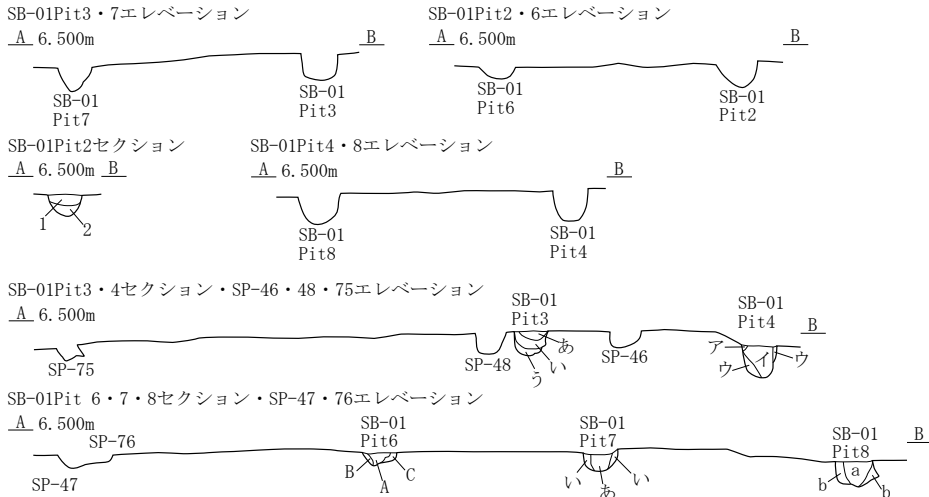 SB-01Pit3・7エレベーション
A 6.500m B
SB-01
Pit7
SB-01
Pit3
SB-01Pit2・6エレベーション
A 6.500m B
SB-01
Pit6
SB-01
Pit2
SB-01Pit2セクション
A 6.500m B
1 2
SB-01Pit4・8エレベーション
A 6.500m B
SB-01
Pit8
SB-01
Pit4
SB-01Pit3・4セクション・SP-46・48・75エレベーション
A 6.500m B
SP-75
SP-48
SB-01
Pit3
あ
い
う
SP-46
SB-01
Pit4
ア
ウ イ ウ
SB-01Pit 6・7・8セクション・SP-47・76エレベーション
A 6.500m B
SP-76
SP-47
SB-01
Pit6
B A C
SB-01
Pit7
い あ い
SB-01
Pit8
b a b